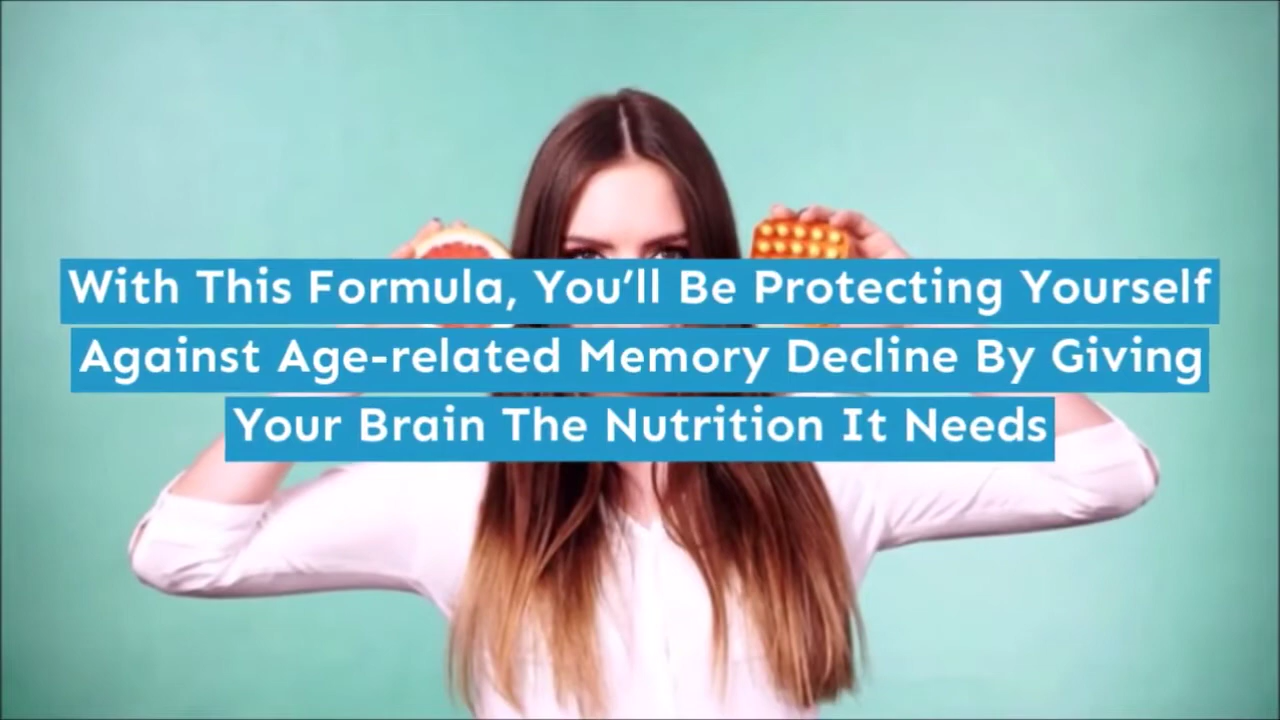 With This Formula, You’ll Be Protecting Yourself
Against Age-related Memory Decline By Giving
Your Brain The Nutrition It Needs